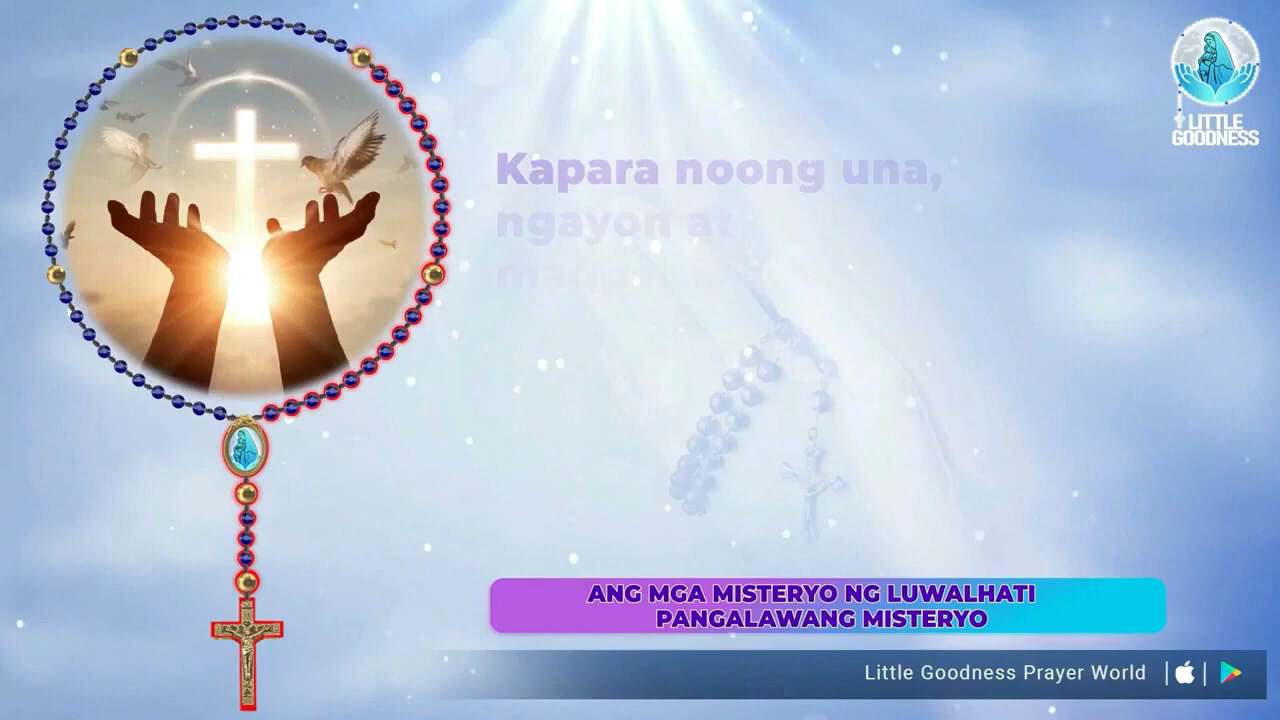 LITTLE
GOODNESS
Kapara noong una,
ngayon at
ANG MGA MISTERYO NG LUWALHATI
PANGALAWANG MISTERYO
Little Goodness Prayer World